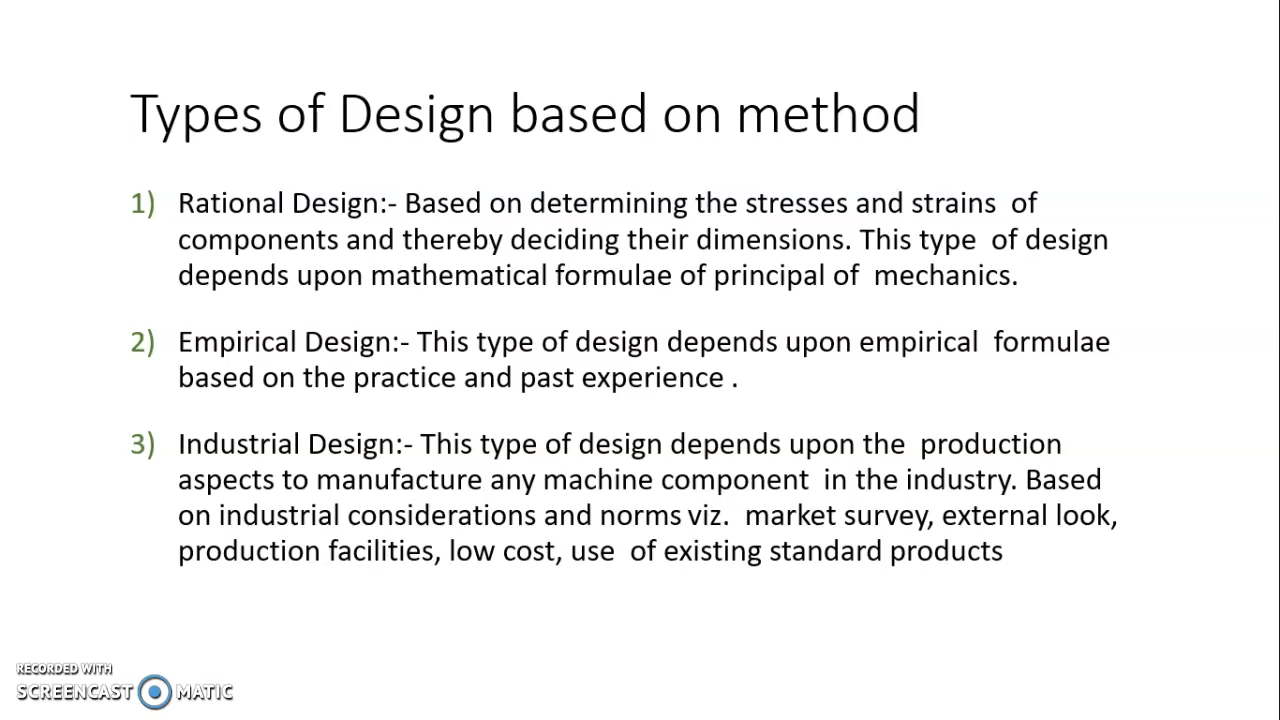 Types of Design based on method
1) Rational Design:- Based on determining the stresses and strains of
components and thereby deciding their dimensions. This type of design
depends upon mathematical formulae of principal of mechanics.
2) Empirical Design:- This type of design depends upon empirical formulae
based on the practice and past experience .
3) Industrial Design:- This type of design depends upon the production
aspects to manufacture any machine component in the industry. Based
on industrial considerations and norms viz. market survey, external look,
production facilities, low cost, use of existing standard products
RECORDED WITH
SCREENCAST MATIC